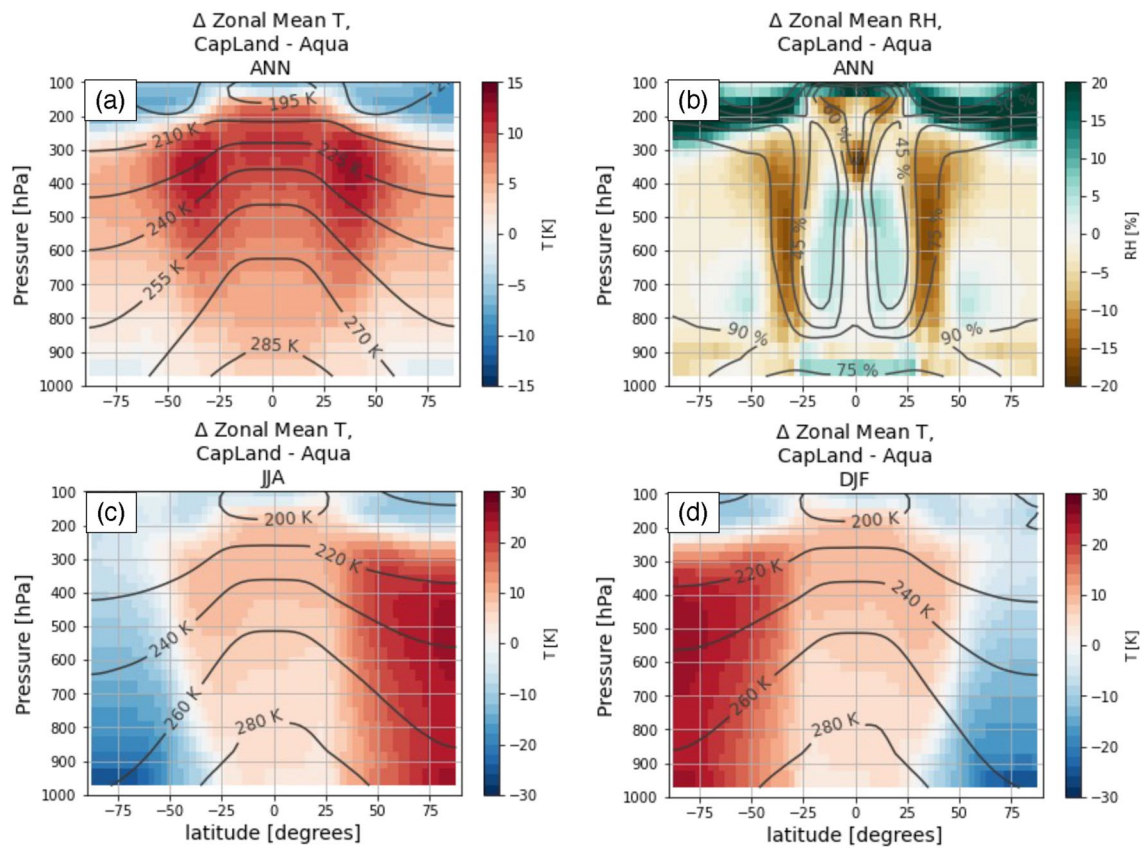 Δ Zonal Mean T,
CapLand - Aqua
ANN
(a)
100
200
300
400
500
600
700
800
900
1000
Pressure [hPa]
−75 −50 −25 0 25 50 75
195 K
210 K
240 K
255 K
270 K
285 K
15
10
5
0
−5
−10
−15
T [K]
Δ Zonal Mean RH,
CapLand - Aqua
ANN
(b)
100
200
300
400
500
600
700
800
900
1000
Pressure [hPa]
−75 −50 −25 0 25 50 75
60 %
45 %
45 %
75 %
90 %
90 %
75 %
20
15
10
5
0
−5
−10
−15
−20
RH [%]
Δ Zonal Mean T,
CapLand - Aqua
JJA
(c)
100
200
300
400
500
600
700
800
900
1000
Pressure [hPa]
−75 −50 −25 0 25 50 75
latitude [degrees]
200 K
220 K
240 K
260 K
280 K
30
20
10
0
−10
−20
−30
T [K]
Δ Zonal Mean T,
CapLand - Aqua
DJF
(d)
100
200
300
400
500
600
700
800
900
1000
Pressure [hPa]
−75 −50 −25 0 25 50 75
latitude [degrees]
200 K
220 K
240 K
260 K
280 K
30
20
10
0
−10
−20
−30
T [K]